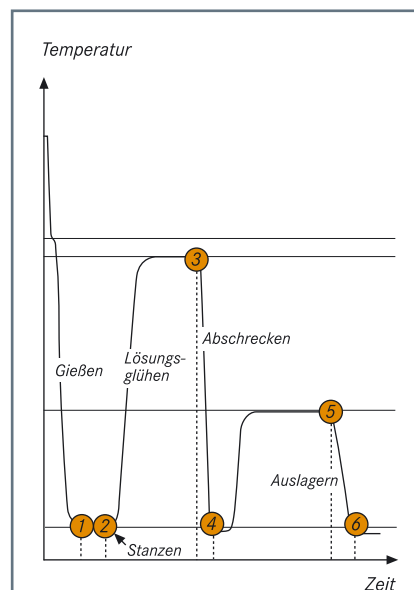 Temperatur
3
Abschrecken
Gießen
Lösungs-
glühen
5
Auslagern
1
2
4
6
Stanzen
Zeit